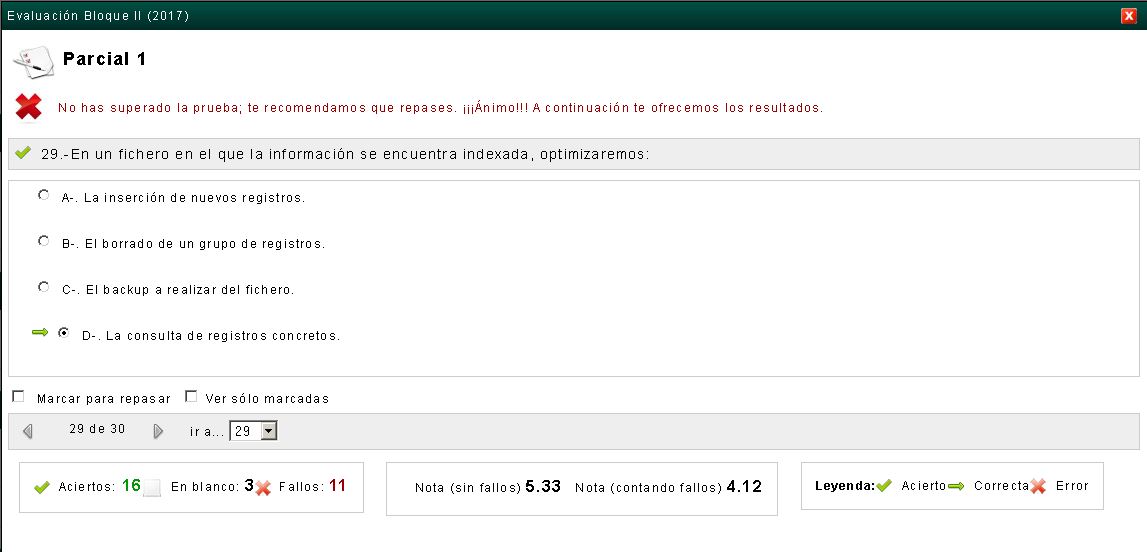 Evaluación Bloque II (2017)
Parcial 1
No has superado la prueba; te recomendamos que repases. ¡¡¡Ánimo!!! A continuación te ofrecemos los resultados.
29.-En un fichero en el que la información se encuentra indexada, optimizaremos:
A-. La inserción de nuevos registros.
B-. El borrado de un grupo de registros.
C-. El backup a realizar del fichero.
D-. La consulta de registros concretos.
Marcar para repasar Ver sólo marcadas
29 de 30 ir a... 29
Aciertos: 16 En blanco: 3 Fallos: 11 Nota (sin fallos) 5.33 Nota (contando fallos) 4.12 Leyenda: Acierto Correcta Error